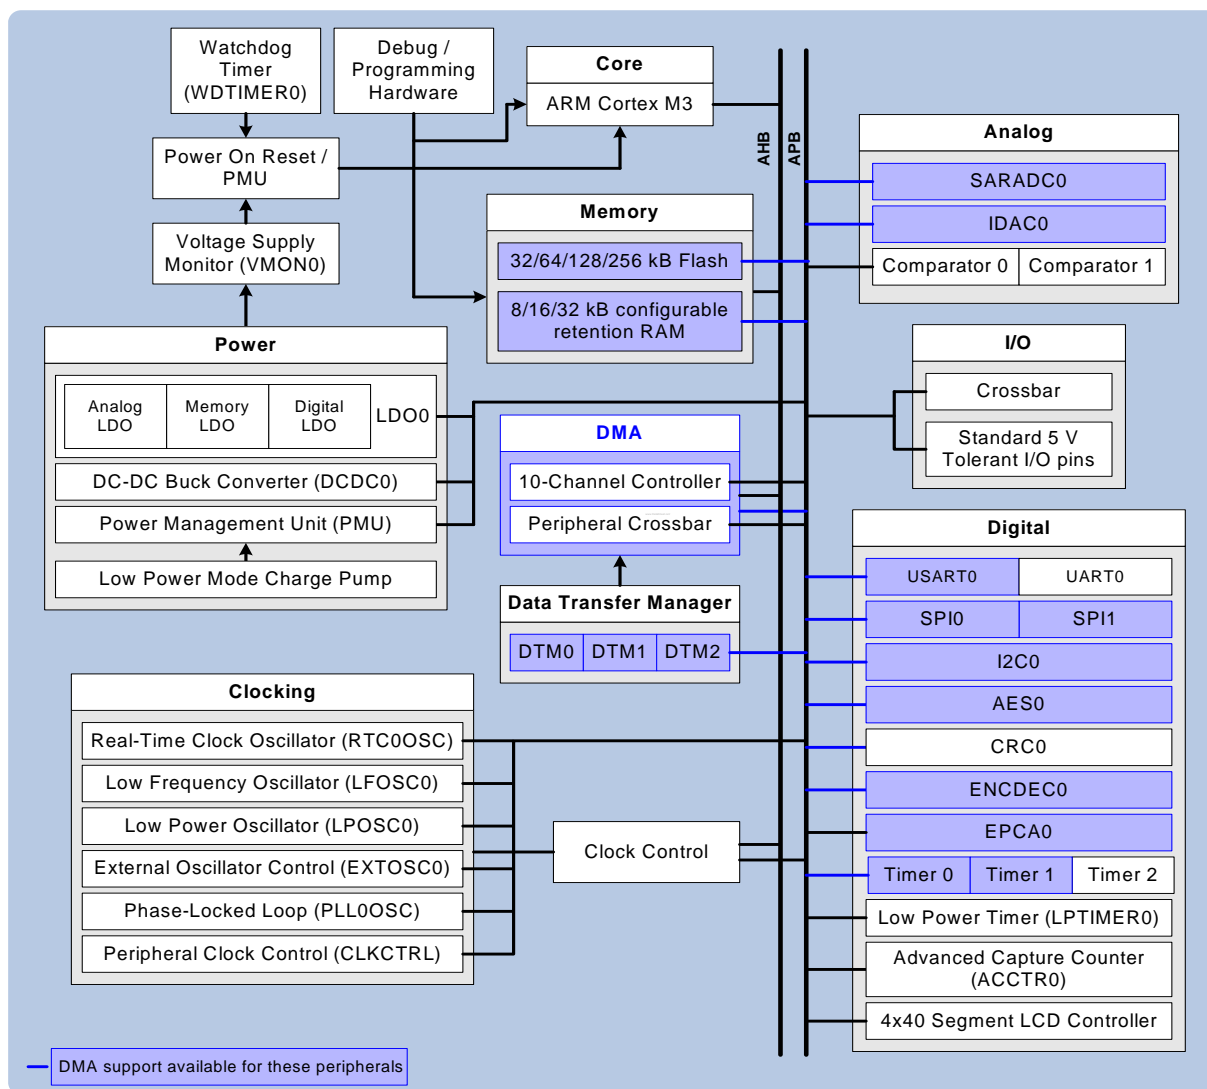 Watchdog
Timer
(WDTIMER0)
Debug /
Programming
Hardware
Core
ARM Cortex M3
Power On Reset /
PMU
Voltage Supply
Monitor (VMON0)
AHB
APB
Memory
32/64/128/256 kB Flash
8/16/32 kB configurable
retention RAM
Analog
SARADC0
IDAC0
Comparator 0
Comparator 1
Power
Analog
LDO
Memory
LDO
Digital
LDO
LDO0
DC-DC Buck Converter (DCDC0)
Power Management Unit (PMU)
Low Power Mode Charge Pump
I/O
Crossbar
Standard 5 V
Tolerant I/O pins
DMA
10-Channel Controller
Peripheral Crossbar
Data Transfer Manager
DTM0
DTM1
DTM2
Digital
USART0
UART0
SPI0
SPI1
I2C0
AES0
CRC0
ENCDEC0
EPCA0
Timer 0
Timer 1
Timer 2
Low Power Timer (LPTIMER0)
Advanced Capture Counter
(ACCTR0)
4x40 Segment LCD Controller
Clocking
Real-Time Clock Oscillator (RTC0OSC)
Low Frequency Oscillator (LFOSC0)
Low Power Oscillator (LPOSC0)
External Oscillator Control (EXTOSC0)
Phase-Locked Loop (PLL0OSC)
Peripheral Clock Control (CLKCTRL)
Clock Control
DMA support available for these peripherals